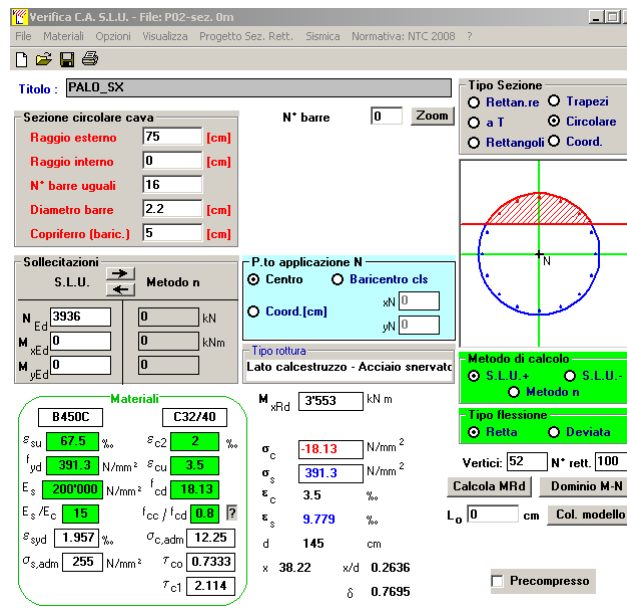 Verifica C.A. S.L.U. - File: P02-sez. 0m
File Materiali Opzioni Visualizza Progetto Sez. Rett. Sismica Normativa: NTC 2008 ?
Titolo : PALO_SX
Sezione circolare cava
Raggio esterno 75 [cm]
Raggio interno 0 [cm]
N* barre uguali 16
Diametro barre 2.2 [cm]
Copriferro (baric.) 5 [cm]
N* barre 0 Zoom
Tipo Sezione
Rettan.re Trapezi
a T Circolare
Rettangoli Coord.
N
Sollecitazioni
S.L.U. Metodo n
N Ed 3936 0 kN
M xEd 0 0 kNm
M yEd 0 0
P.to applicazione N
Centro Baricentro cls
Coord.[cm] xN 0
yN 0
Tipo rottura
Lato calcestruzzo - Acciaio snervato
Metodo di calcolo
S.L.U.+ S.L.U.-
Metodo n
Tipo flessione
Retta Deviata
Materiali
B450C C32/40
εsu 67.5 ‰ εc2 2 ‰
fyd 391.3 N/mm² εcu 3.5
Es 200'000 N/mm² fcd 18.13
Es/Ec 15 fcc / fcd 0.8 ?
εsyd 1.957 ‰ σc,adm 12.25
σs,adm 255 N/mm² τco 0.7333
τc1 2.114
M xRd 3'553 kN m
σc -18.13 N/mm²
σs 391.3 N/mm²
εc 3.5 ‰
εs 9.779 ‰
d 145 cm
x 38.22 x/d 0.2636
δ 0.7695
Vertici: 52 N* rett. 100
Calcola MRd Dominio M-N
Lo 0 cm Col. modello
Precompresso